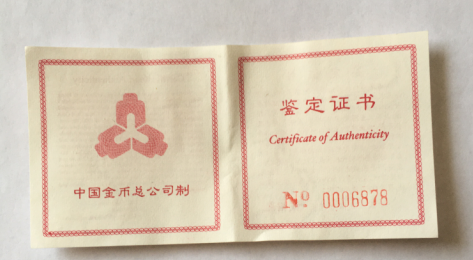 中国金币总公司制
鉴定证书
Certificate of Authenticity
Nº 0006878